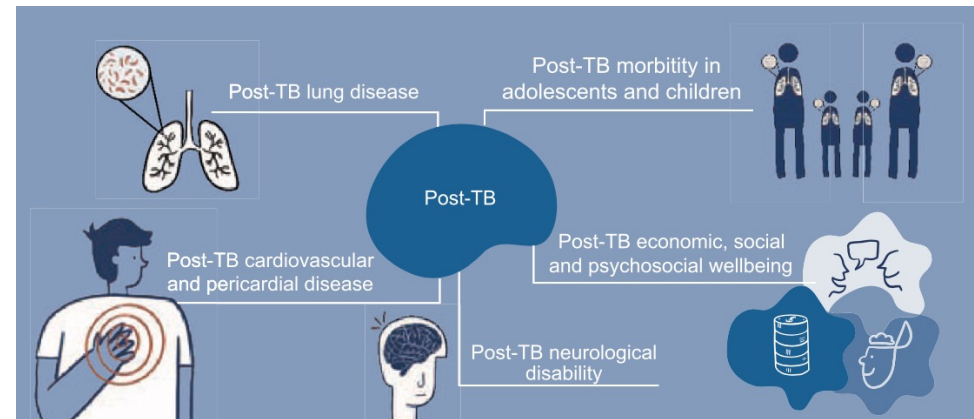 Post-TB lung disease
Post-TB morbitity in
adolescents and children
Post-TB
Post-TB cardiovascular
and pericardial disease
Post-TB economic, social
and psychosocial wellbeing
Post-TB neurological
disability